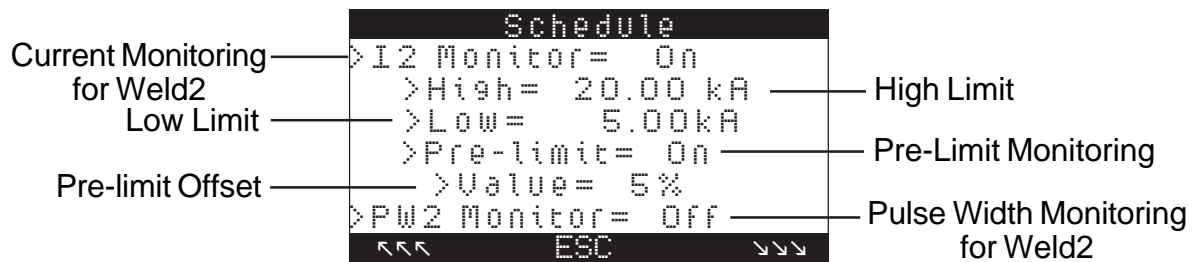 Schedule
Current Monitoring
for Weld2
>I2 Monitor= On
>High= 20.00 kA
High Limit
Low Limit
>Low= 5.00kA
>Pre-limit= On
Pre-Limit Monitoring
Pre-limit Offset
>Value= 5%
>PW2 Monitor= Off
Pulse Width Monitoring
for Weld2
↖↖↖ ESC ↘↘↘